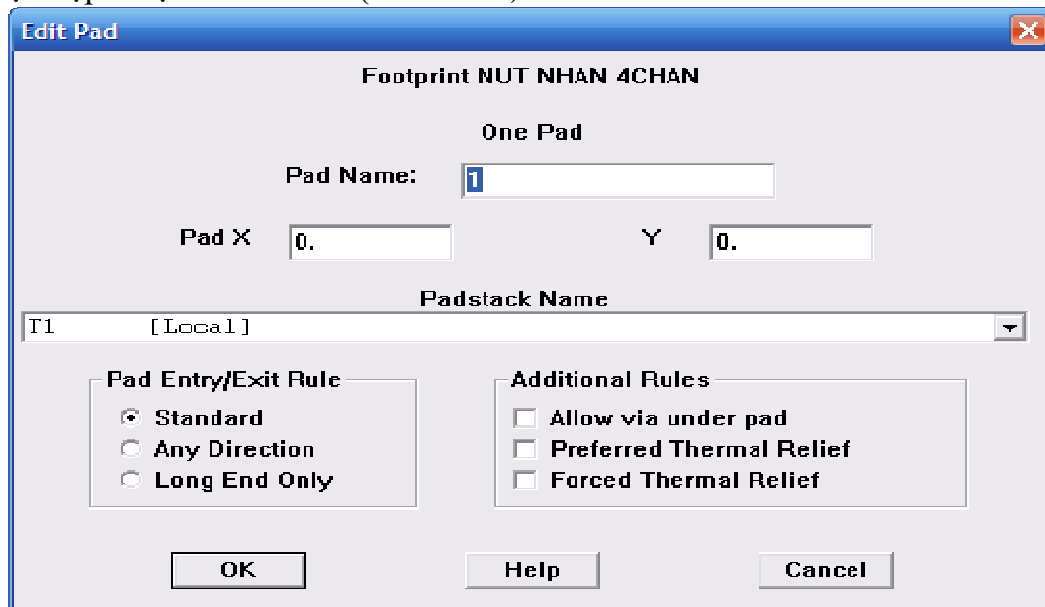 Edit Pad
Footprint NUT NHAN 4CHAN
One Pad
Pad Name: 1
Pad X 0. Y 0.
Padstack Name
T1 [Local]
Pad Entry/Exit Rule Additional Rules
Standard Allow via under pad
Any Direction Preferred Thermal Relief
Long End Only Forced Thermal Relief
OK Help Cancel